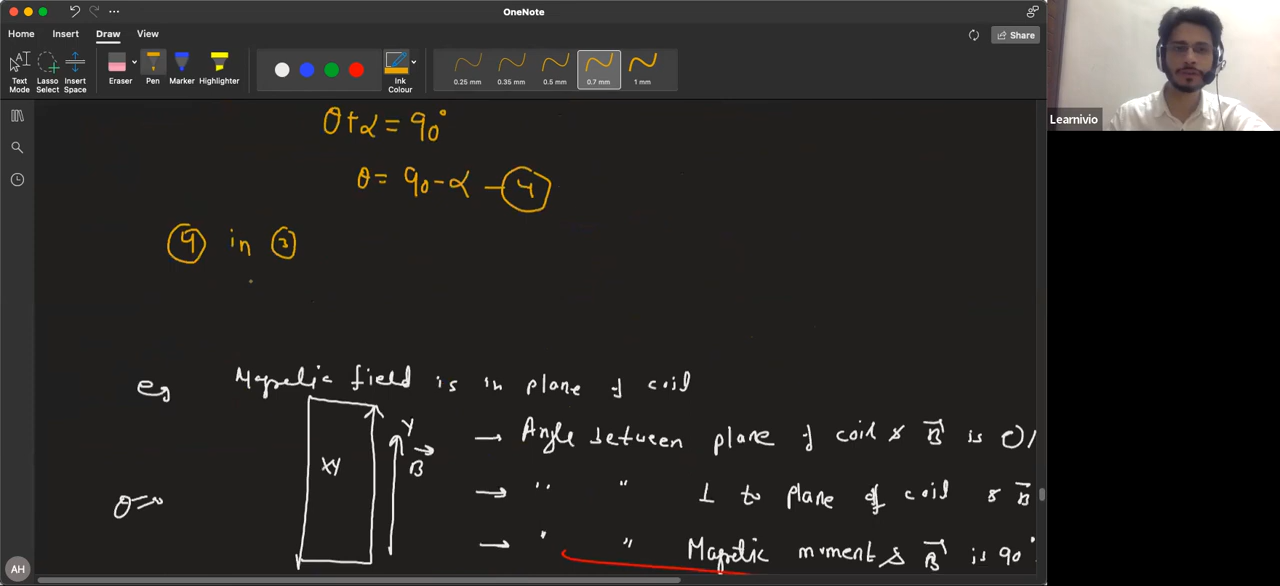 OneNote
Home Insert Draw View
Share
Text Mode
Lasso Select
Insert Space
Eraser
Pen
Marker
Highlighter
Ink Colour
0.25 mm
0.35 mm
0.5 mm
0.7 mm
1 mm
Learnivio
θ+α = 90°
θ = 90-α - 4
4 in 3
eg Magnetic field is in plane of coil
XY
Y
B⃗
→ Angle between plane of coil & B⃗ is 0/
θ=
→ '' '' ⊥ to plane of coil & B
→ '' '' Magnetic moment & B⃗ is 90°
AH